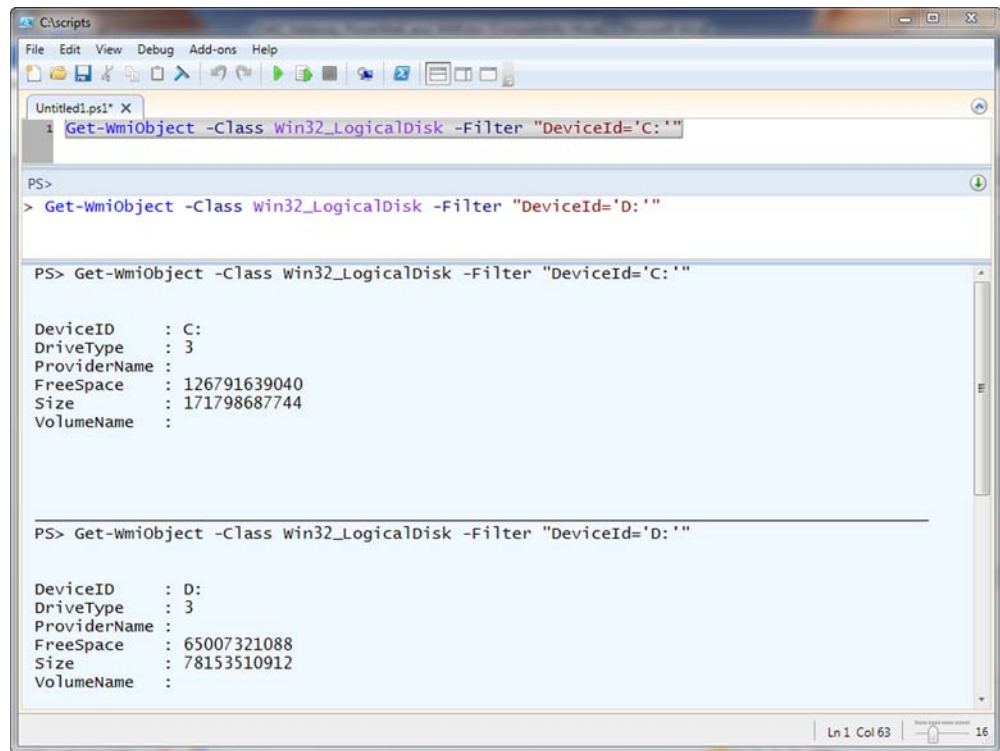 C:\scripts
File Edit View Debug Add-ons Help
Untitled1.ps1* X
1 Get-WmiObject -Class Win32_LogicalDisk -Filter "DeviceId='C:'"
PS>
> Get-WmiObject -Class Win32_LogicalDisk -Filter "DeviceId='D:'"
PS> Get-WmiObject -Class Win32_LogicalDisk -Filter "DeviceId='C:'"
DeviceID : C:
DriveType : 3
ProviderName :
FreeSpace : 126791639040
Size : 171798687744
VolumeName :
PS> Get-WmiObject -Class Win32_LogicalDisk -Filter "DeviceId='D:'"
DeviceID : D:
DriveType : 3
ProviderName :
FreeSpace : 65007321088
Size : 78153510912
VolumeName :
Ln 1 Col 63 16